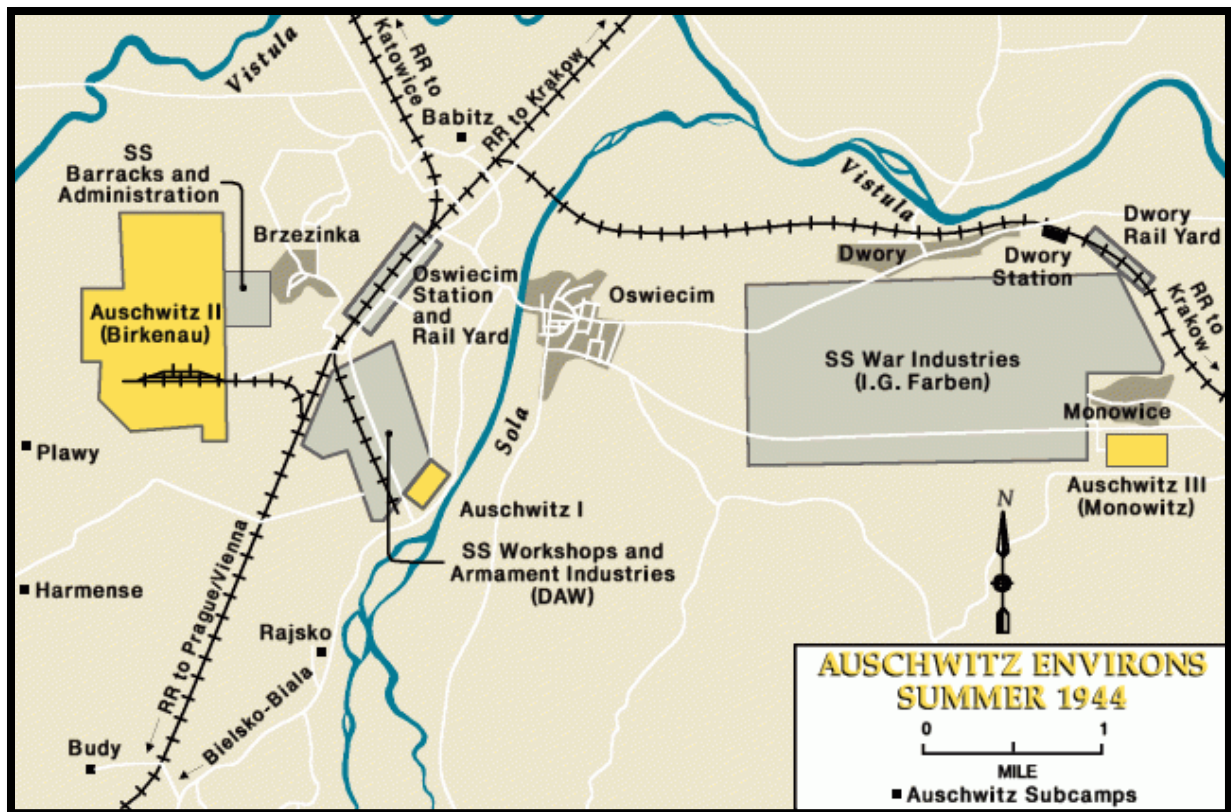 Vistula
RR to
Katowice
RR to Krakow
Babitz
SS
Barracks and
Administration
Brzezinka
Vistula
Dwory
Rail Yard
Dwory
Dwory
Station
Oswiecim
Station
and
Rail Yard
Oswiecim
RR to
Krakow
Auschwitz II
(Birkenau)
SS War Industries
(I.G. Farben)
Monowice
Sola
Plawy
Auschwitz III
(Monowitz)
Auschwitz I
N
SS Workshops and
Armament Industries
(DAW)
Harmense
Rajsko
RR to Prague/Vienna
Bielsko-Biala
Budy
AUSCHWITZ ENVIRONS
SUMMER 1944
0 1
MILE
Auschwitz Subcamps